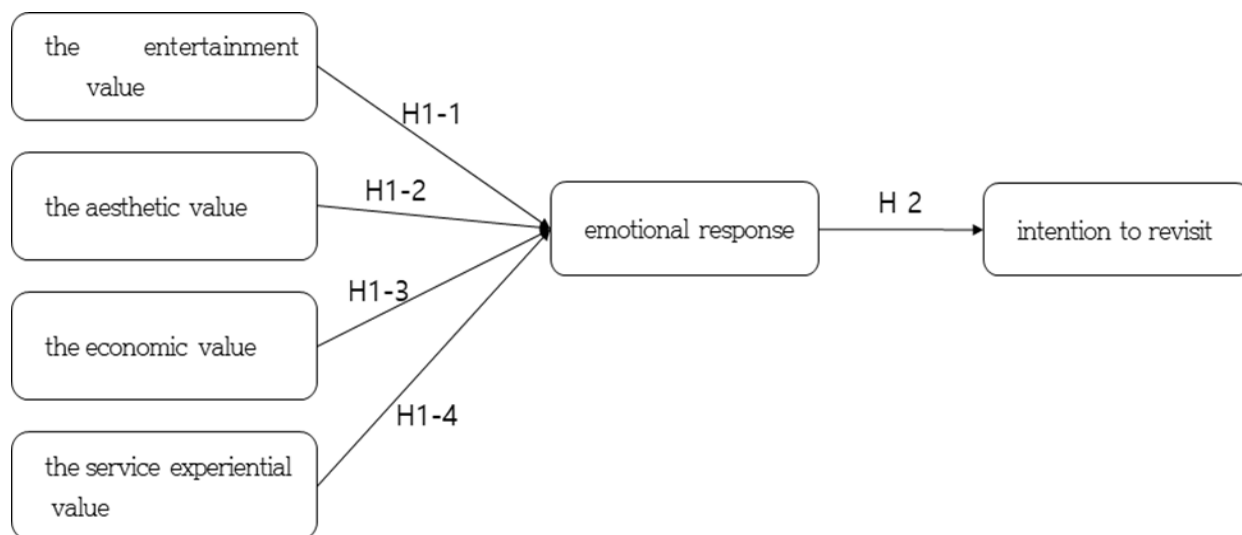 the entertainment
value
H1-1
the aesthetic value
H1-2
emotional response
H 2
intention to revisit
H1-3
the economic value
H1-4
the service experiential
value